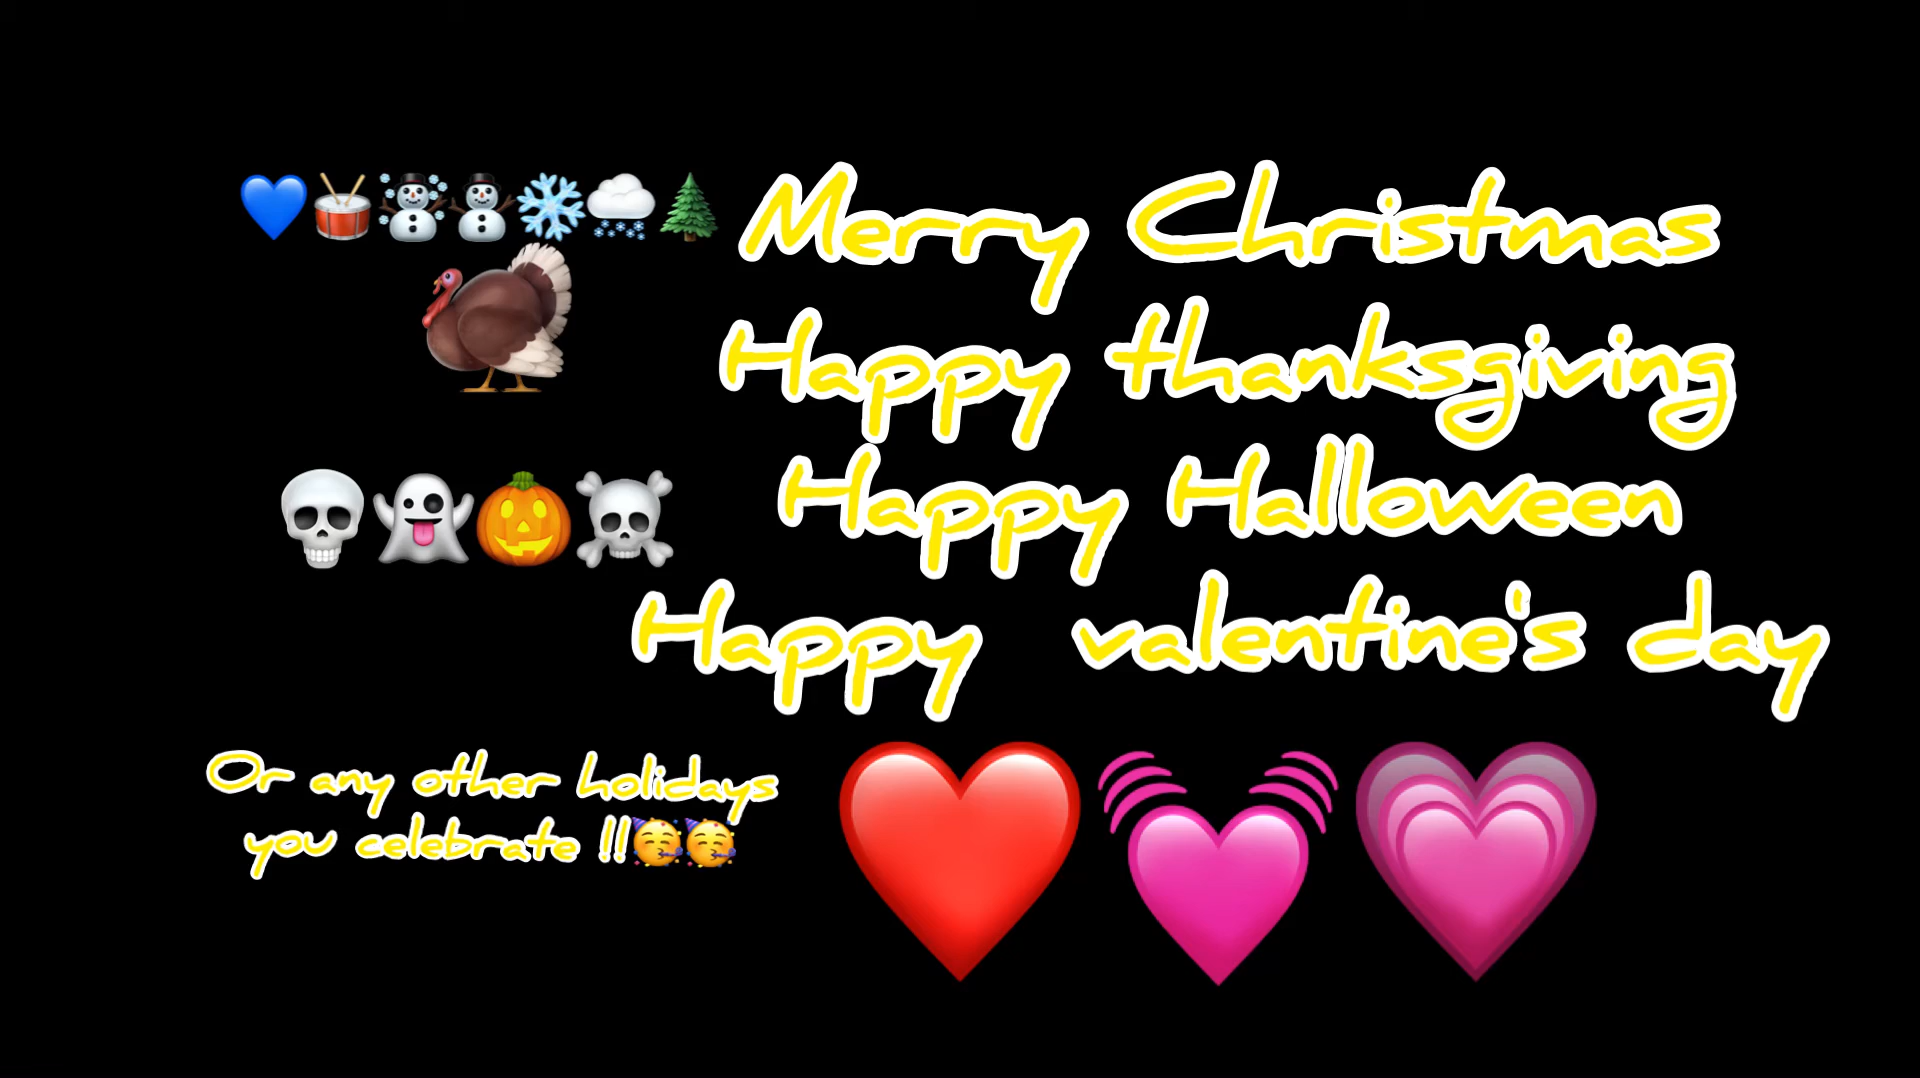 Merry Christmas
Happy thanksgiving
Happy Halloween
Happy valentine's day
Or any other holidays
you celebrate !!🥳🥳